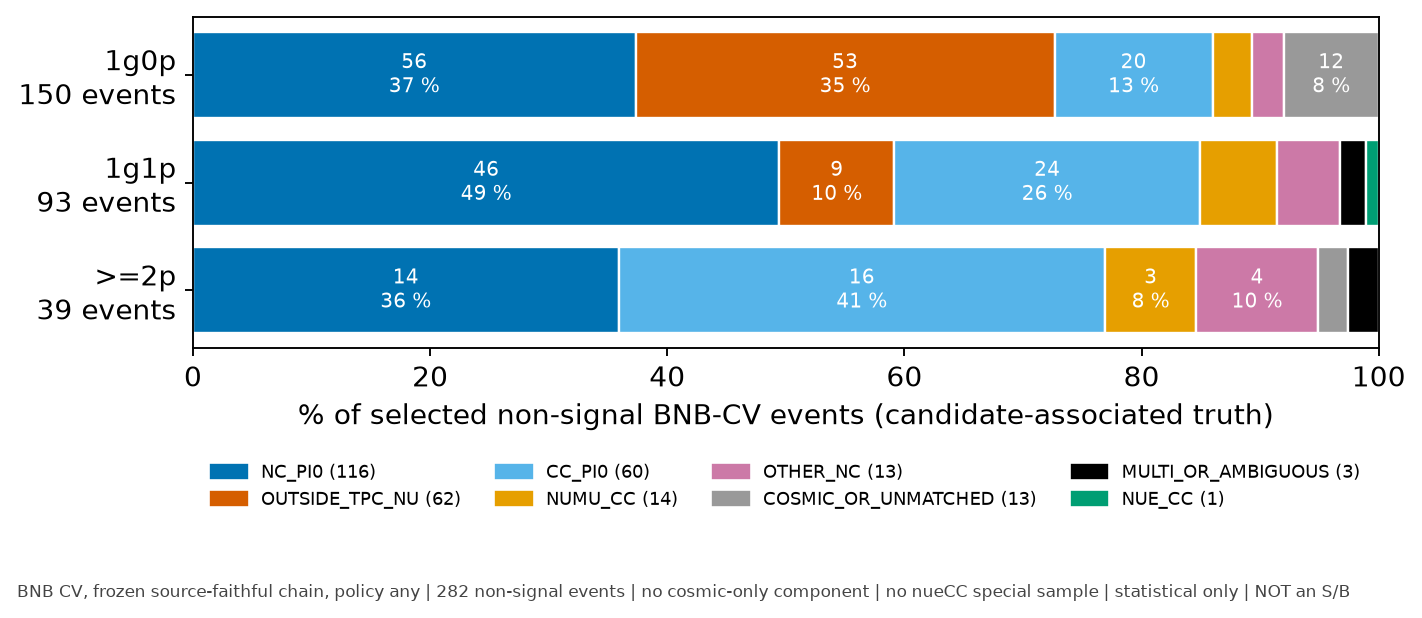 1g0p
150 events
56
37 %
53
35 %
20
13 %
12
8 %
1g1p
93 events
46
49 %
9
10 %
24
26 %
>=2p
39 events
14
36 %
16
41 %
3
8 %
4
10 %
0 20 40 60 80 100
% of selected non-signal BNB-CV events (candidate-associated truth)
NC_PI0 (116) CC_PI0 (60) OTHER_NC (13) MULTI_OR_AMBIGUOUS (3)
OUTSIDE_TPC_NU (62) NUMU_CC (14) COSMIC_OR_UNMATCHED (13) NUE_CC (1)
BNB CV, frozen source-faithful chain, policy any | 282 non-signal events | no cosmic-only component | no nueCC special sample | statistical only | NOT an S/B